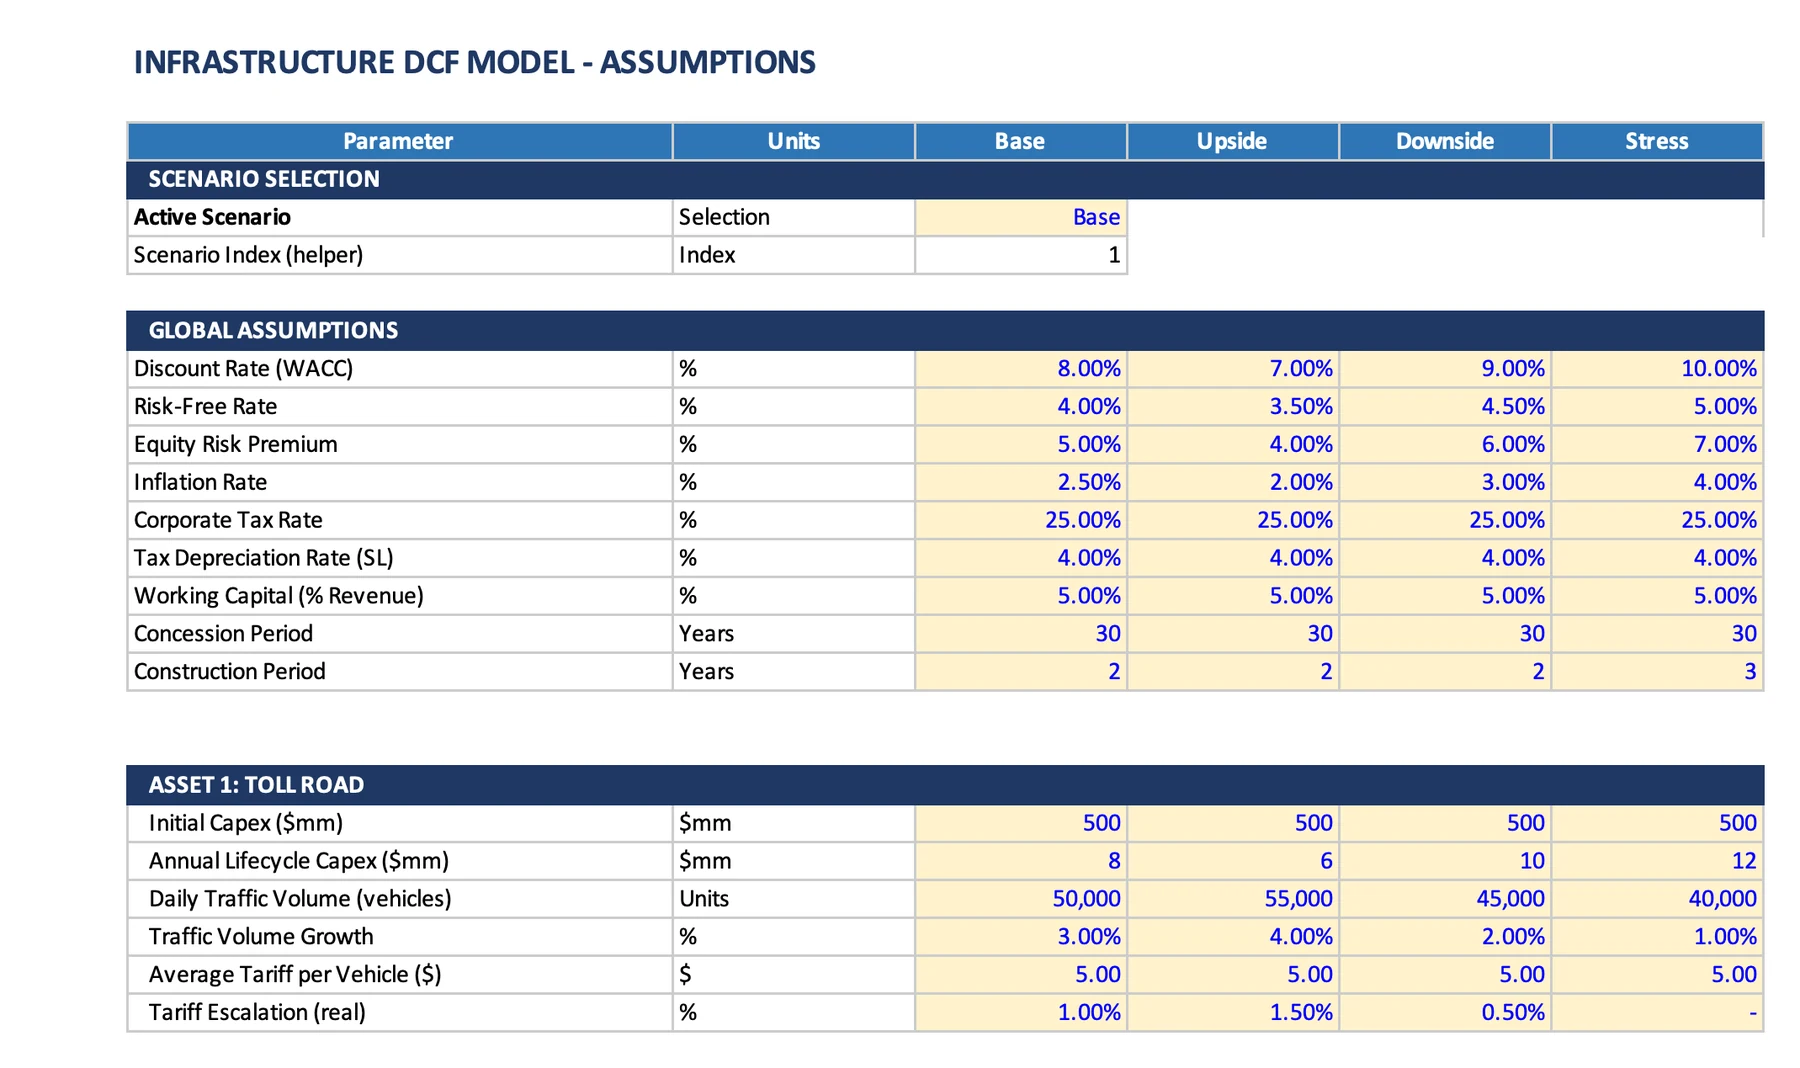 INFRASTRUCTURE DCF MODEL - ASSUMPTIONS
Parameter Units Base Upside Downside Stress
SCENARIO SELECTION
Active Scenario Selection Base
Scenario Index (helper) Index 1
GLOBAL ASSUMPTIONS
Discount Rate (WACC) % 8.00% 7.00% 9.00% 10.00%
Risk-Free Rate % 4.00% 3.50% 4.50% 5.00%
Equity Risk Premium % 5.00% 4.00% 6.00% 7.00%
Inflation Rate % 2.50% 2.00% 3.00% 4.00%
Corporate Tax Rate % 25.00% 25.00% 25.00% 25.00%
Tax Depreciation Rate (SL) % 4.00% 4.00% 4.00% 4.00%
Working Capital (% Revenue) % 5.00% 5.00% 5.00% 5.00%
Concession Period Years 30 30 30 30
Construction Period Years 2 2 2 3
ASSET 1: TOLL ROAD
Initial Capex ($mm) $mm 500 500 500 500
Annual Lifecycle Capex ($mm) $mm 8 6 10 12
Daily Traffic Volume (vehicles) Units 50,000 55,000 45,000 40,000
Traffic Volume Growth % 3.00% 4.00% 2.00% 1.00%
Average Tariff per Vehicle ($) $ 5.00 5.00 5.00 5.00
Tariff Escalation (real) % 1.00% 1.50% 0.50% -